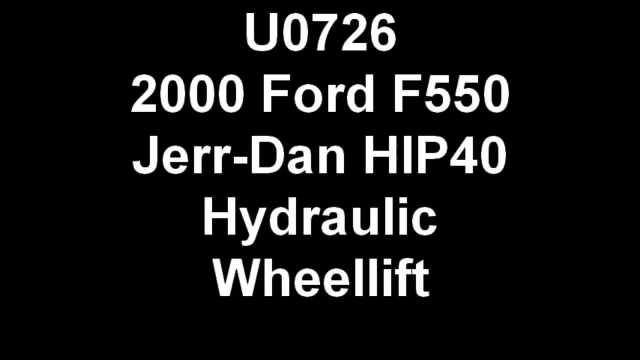 U0726
2000 Ford F550
Jerr-Dan HIP40
Hydraulic
Wheellift